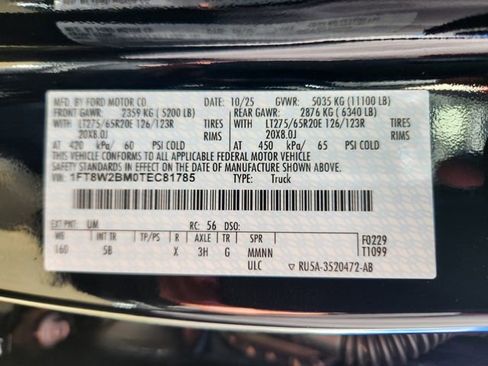 MFD. BY FORD MOTOR CO. DATE: 10/25 GVWR: 5035 KG (11100 LB)
FRONT GAWR: 2359 KG (5200 LB) REAR GAWR: 2876 KG (6340 LB)
LT275/65R20E 126/123R TIRES LT275/65R20E 126/123R TIRES
20X8.0J RIMS 20X8.0J RIMS
AT 420 kPa/ 60 PSI COLD AT 450 kPa/ 65 PSI COLD
THIS VEHICLE CONFORMS TO ALL APPLICABLE FEDERAL MOTOR VEHICLE
SAFETY STANDARDS IN EFFECT ON THE DATE OF MANUFACTURE SHOWN ABOVE.
VIN: 1FT8W2BM0TEC81785 TYPE: Truck
EXT PNT: UM RC: 56 DSO:
WB INT TR TP/PS R AXLE TR SPR F0229
160 5B X 3H G MMNN T1099
ULC RU5A-3520472-AB